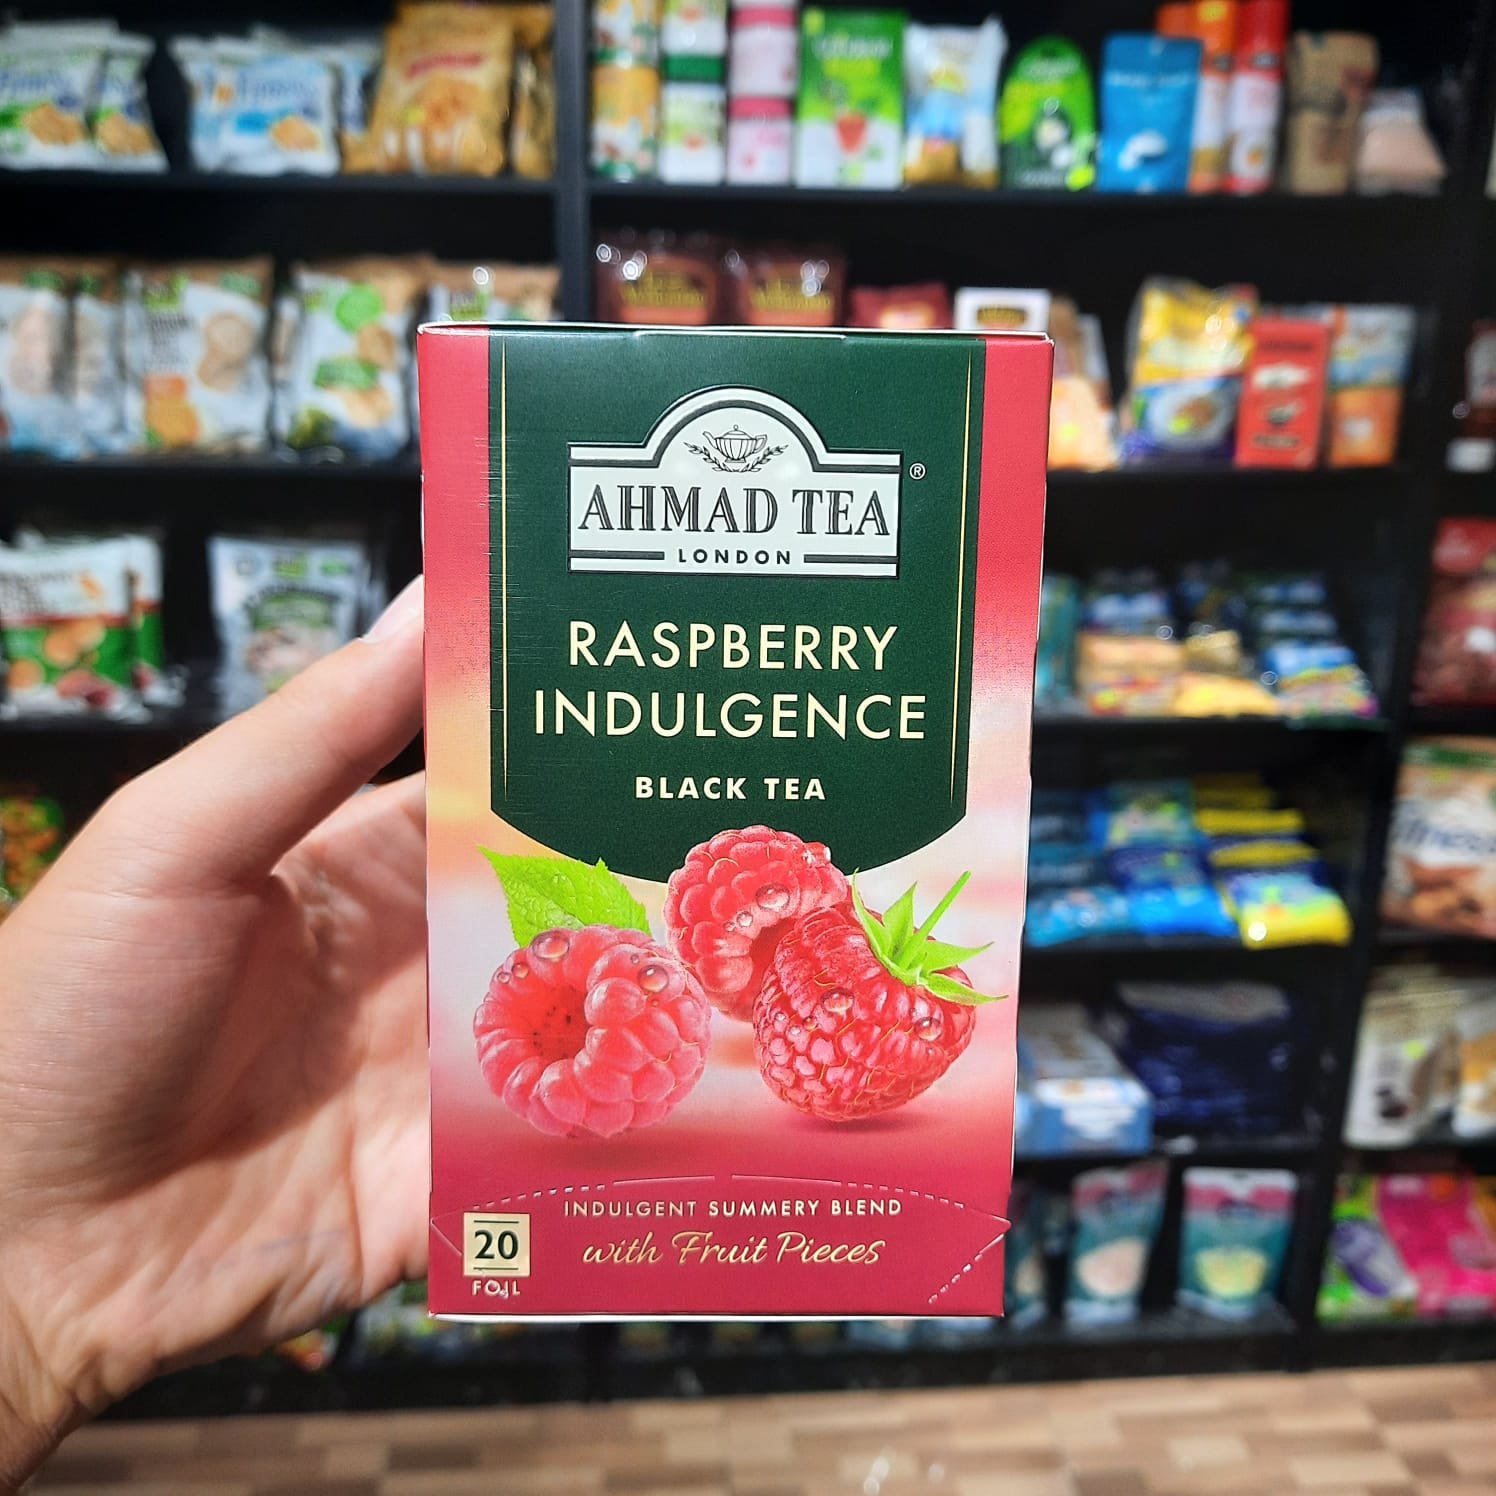 AHMAD TEA
®
LONDON
RASPBERRY
INDULGENCE
BLACK TEA
INDULGENT SUMMERY BLEND
with Fruit Pieces
20
FOIL